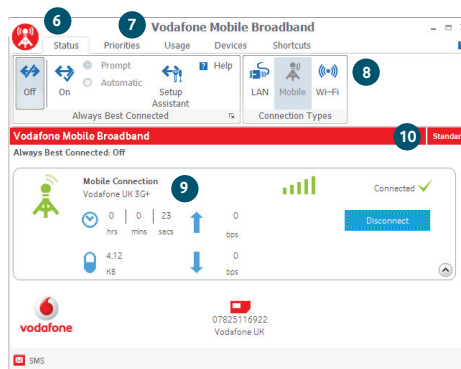 6
7
Vodafone Mobile Broadband
Status Priorities Usage Devices Shortcuts
Off
On
Prompt
Automatic
Setup
Assistant
? Help
Always Best Connected
LAN Mobile Wi-Fi
Connection Types
8
Vodafone Mobile Broadband
10
Standar
Always Best Connected: Off
Mobile Connection
Vodafone UK 3G+
9
Connected
0 | 0 | 23
hrs mins secs
0
bps
Disconnect
4.12
KB
0
bps
vodafone
07825116922
Vodafone UK
SMS